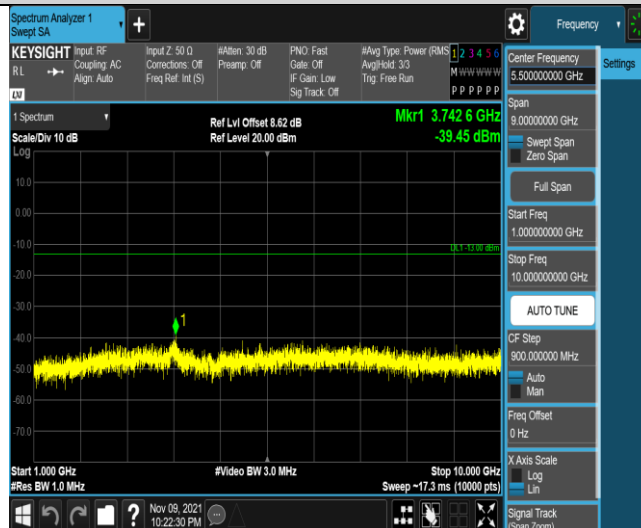 Spectrum Analyzer 1
Swept SA
Frequency
KEYSIGHT
RL
LXI
Input: RF
Coupling: AC
Align: Auto
Input Z: 50 Ω
Corrections: Off
Freq Ref: Int (S)
#Atten: 30 dB
Preamp: Off
PNO: Fast
Gate: Off
IF Gain: Low
Sig Track: Off
#Avg Type: Power (RMS
Avg|Hold: 3/3
Trig: Free Run
1 2 3 4 5 6
M W W W W W
P P P P P P
1 Spectrum
Scale/Div 10 dB
Log
Ref Lvl Offset 8.62 dB
Ref Level 20.00 dBm
Mkr1 3.742 6 GHz
-39.45 dBm
10.0
0.00
-10.0
DL1 -13.00 dBm
-20.0
-30.0
1
-40.0
-50.0
-60.0
-70.0
Start 1.000 GHz
#Res BW 1.0 MHz
#Video BW 3.0 MHz
Stop 10.000 GHz
Sweep ~17.3 ms (10000 pts)
?
Nov 09, 2021
10:22:30 PM
Center Frequency
5.500000000 GHz
Settings
Span
9.00000000 GHz
Swept Span
Zero Span
Full Span
Start Freq
1.000000000 GHz
Stop Freq
10.000000000 GHz
AUTO TUNE
CF Step
900.000000 MHz
Auto
Man
Freq Offset
0 Hz
X Axis Scale
Log
Lin
Signal Track
(Span Zoom)